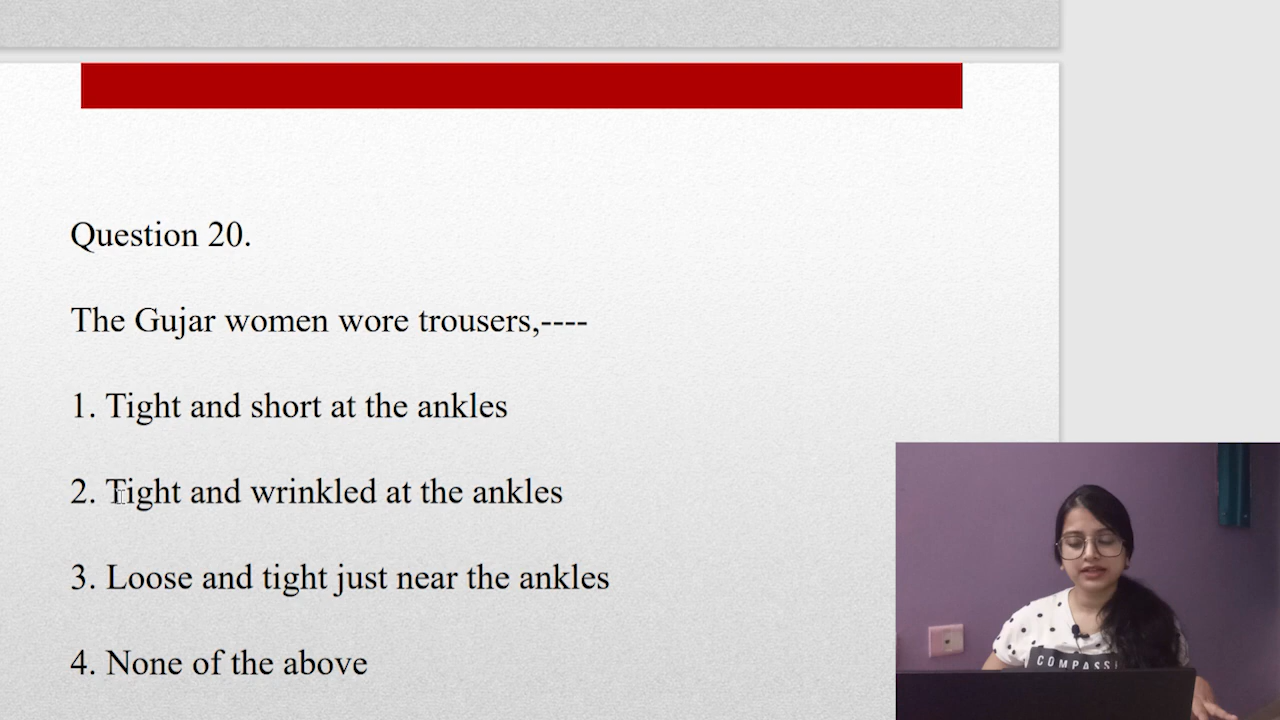 Question 20.
The Gujar women wore trousers,----
1. Tight and short at the ankles
2. Tight and wrinkled at the ankles
3. Loose and tight just near the ankles
4. None of the above
COMPASS